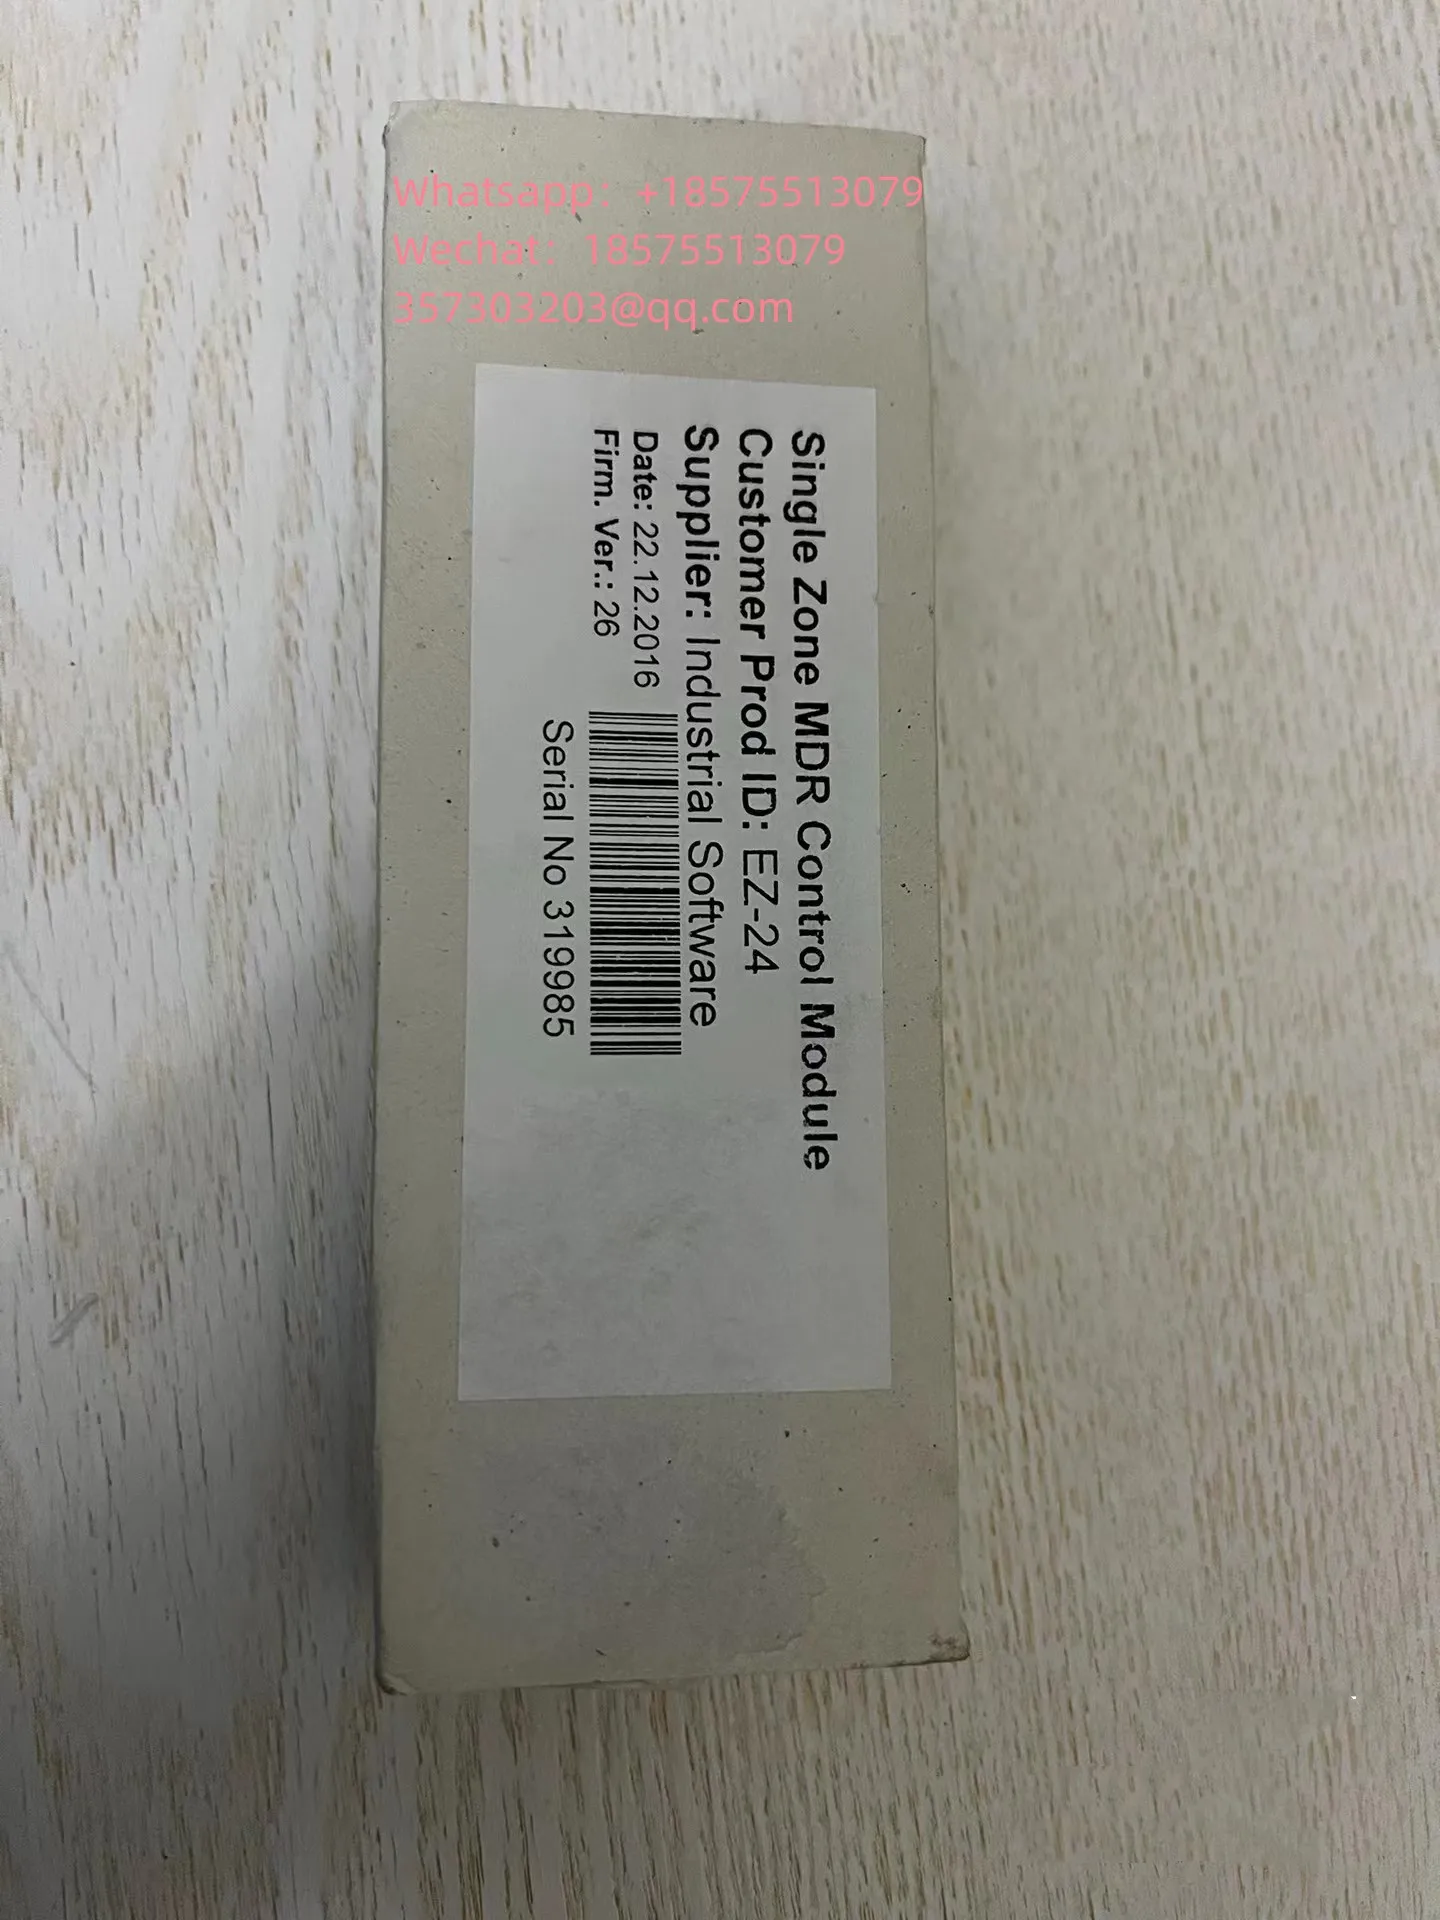 Whatsapp：+18575513079
Wechat：18575513079
357303203@qq.com
Single Zone MDR Control Module
Customer Prod ID: EZ-24
Supplier: Industrial Software
Date: 22.12.2016
Firm. Ver.: 26
Serial No 319985